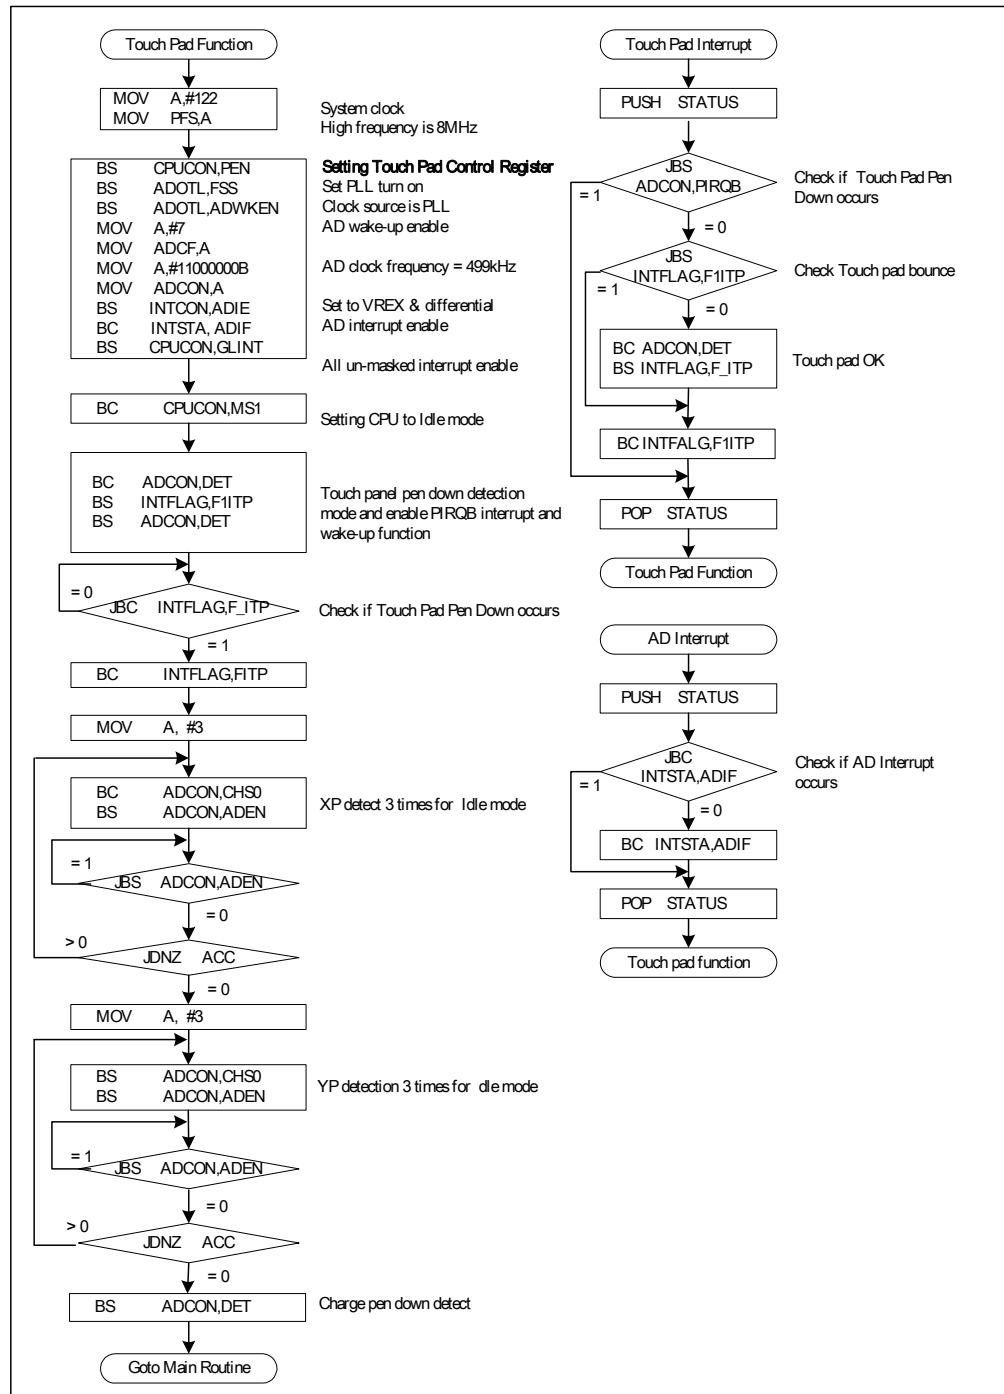 Touch Pad Function
MOV A,#122
MOV PFS,A
System clock
High frequency is 8MHz
BS CPUCON,PEN
BS ADOTL,FSS
BS ADOTL,ADWKEN
MOV A,#7
MOV ADCF,A
MOV A,#11000000B
MOV ADCON,A
BS INTCON,ADIE
BC INTSTA, ADIF
BS CPUCON,GLINT
Setting Touch Pad Control Register
Set PLL turn on
Clock source is PLL
AD wake-up enable
AD clock frequency = 499kHz
Set to VREX & differential
AD interrupt enable
All un-masked interrupt enable
BC CPUCON,MS1
Setting CPU to Idle mode
BC ADCON,DET
BS INTFLAG,F1ITP
BS ADCON,DET
Touch panel pen down detection
mode and enable PIRQB interrupt and
wake-up function
= 0
JBC INTFLAG,F_ITP
Check if Touch Pad Pen Down occurs
= 1
BC INTFLAG,FITP
MOV A, #3
BC ADCON,CHS0
BS ADCON,ADEN
XP detect 3 times for Idle mode
= 1
JBS ADCON,ADEN
= 0
> 0
JDNZ ACC
= 0
MOV A, #3
BS ADCON,CHS0
BS ADCON,ADEN
YP detection 3 times for dle mode
= 1
JBS ADCON,ADEN
= 0
> 0
JDNZ ACC
= 0
BS ADCON,DET
Charge pen down detect
Goto Main Routine
Touch Pad Interrupt
PUSH STATUS
JBS
ADCON,PIRQB
Check if Touch Pad Pen
Down occurs
= 1
= 0
JBS
INTFLAG,F1ITP
Check Touch pad bounce
= 1
= 0
BC ADCON,DET
BS INTFLAG,F_ITP
Touch pad OK
BC INTFALG,F1ITP
POP STATUS
Touch Pad Function
AD Interrupt
PUSH STATUS
JBC
INTSTA,ADIF
Check if AD Interrupt
occurs
= 1
= 0
BC INTSTA,ADIF
POP STATUS
Touch pad function